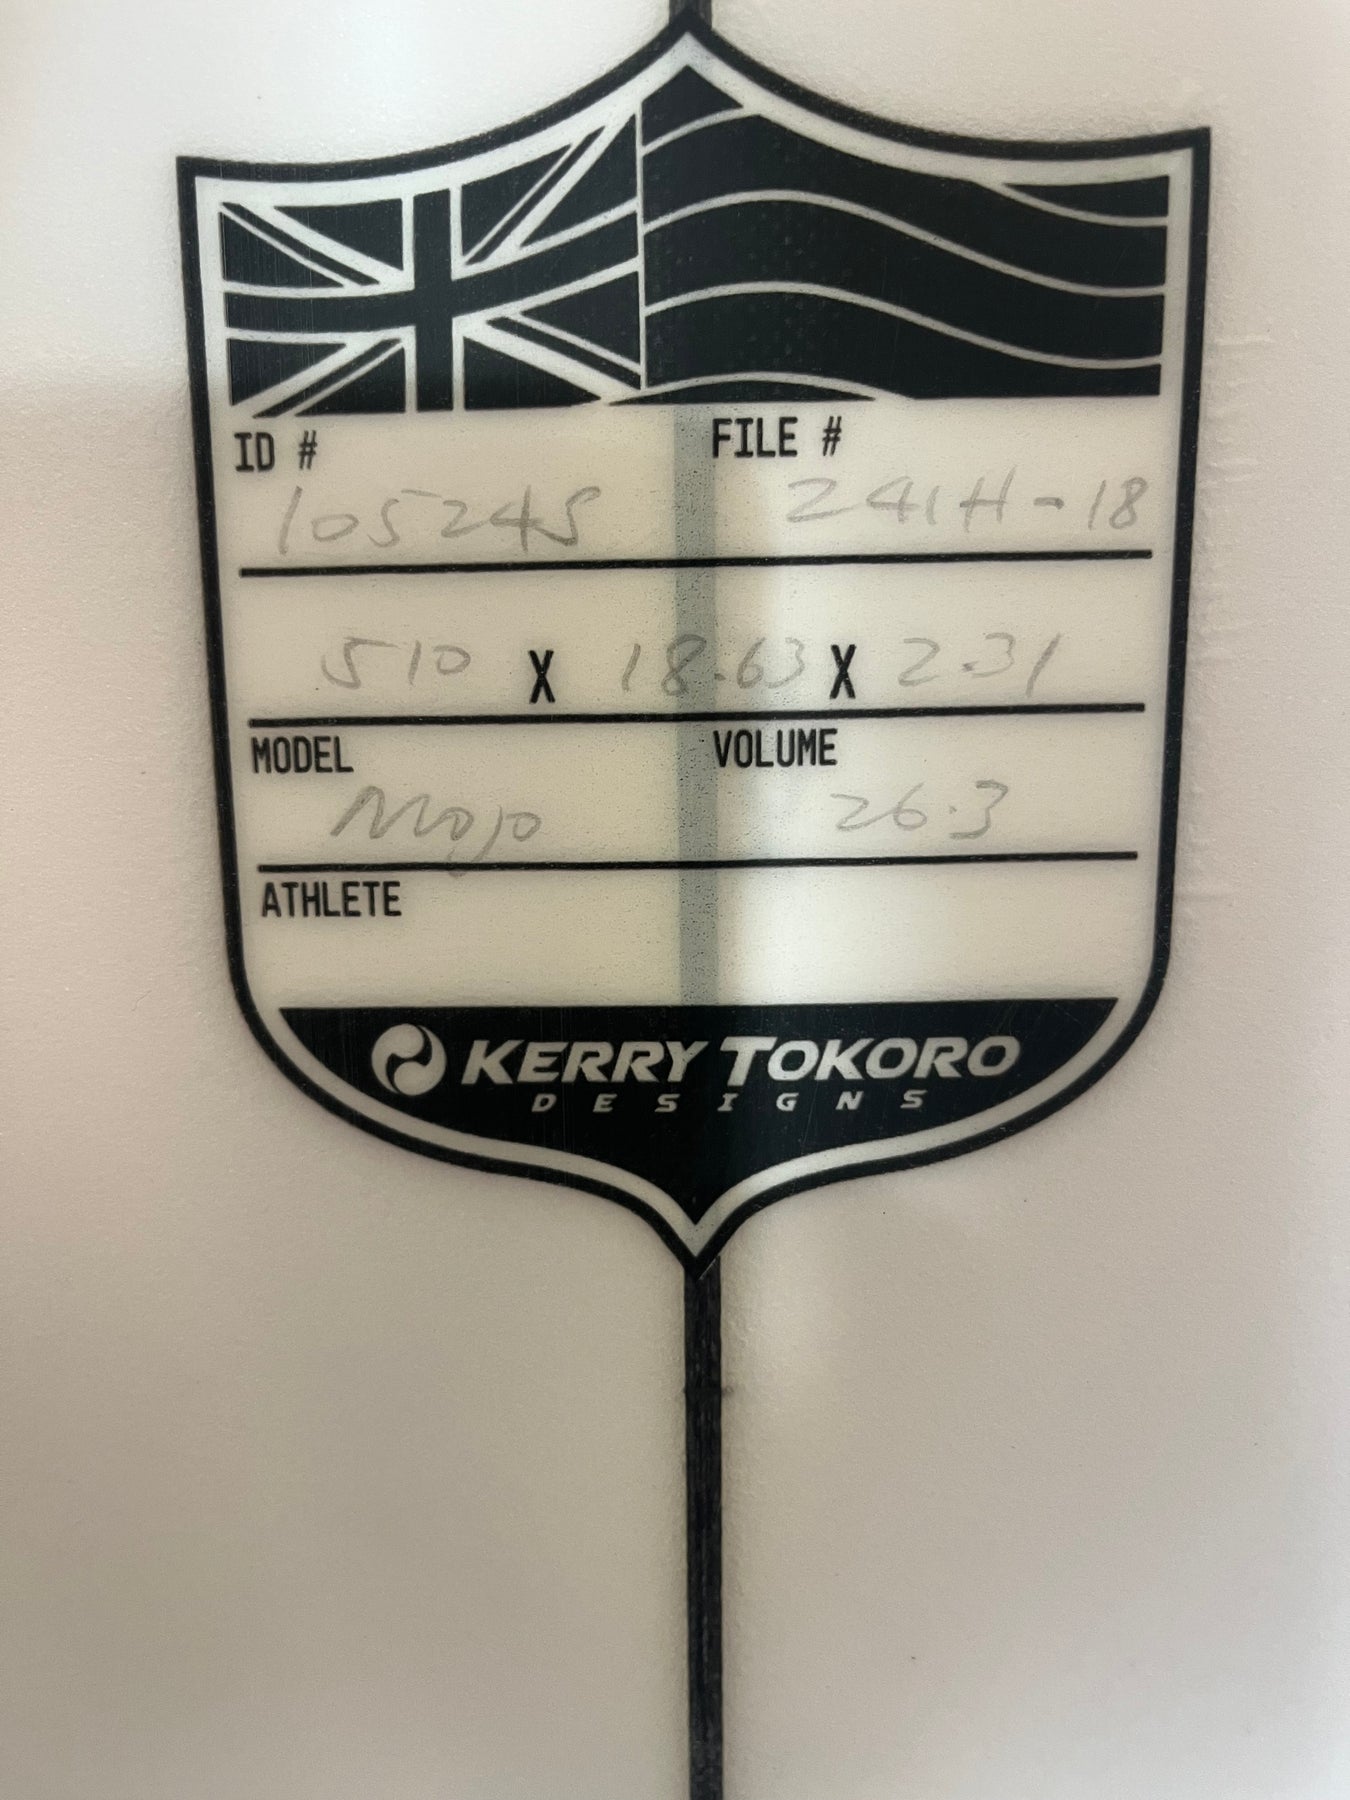 ID # FILE #
105245 241H-18
510 X 18.63 X 2.31
MODEL VOLUME
Mojo 26.3
ATHLETE
KERRY TOKORO
DESIGNS